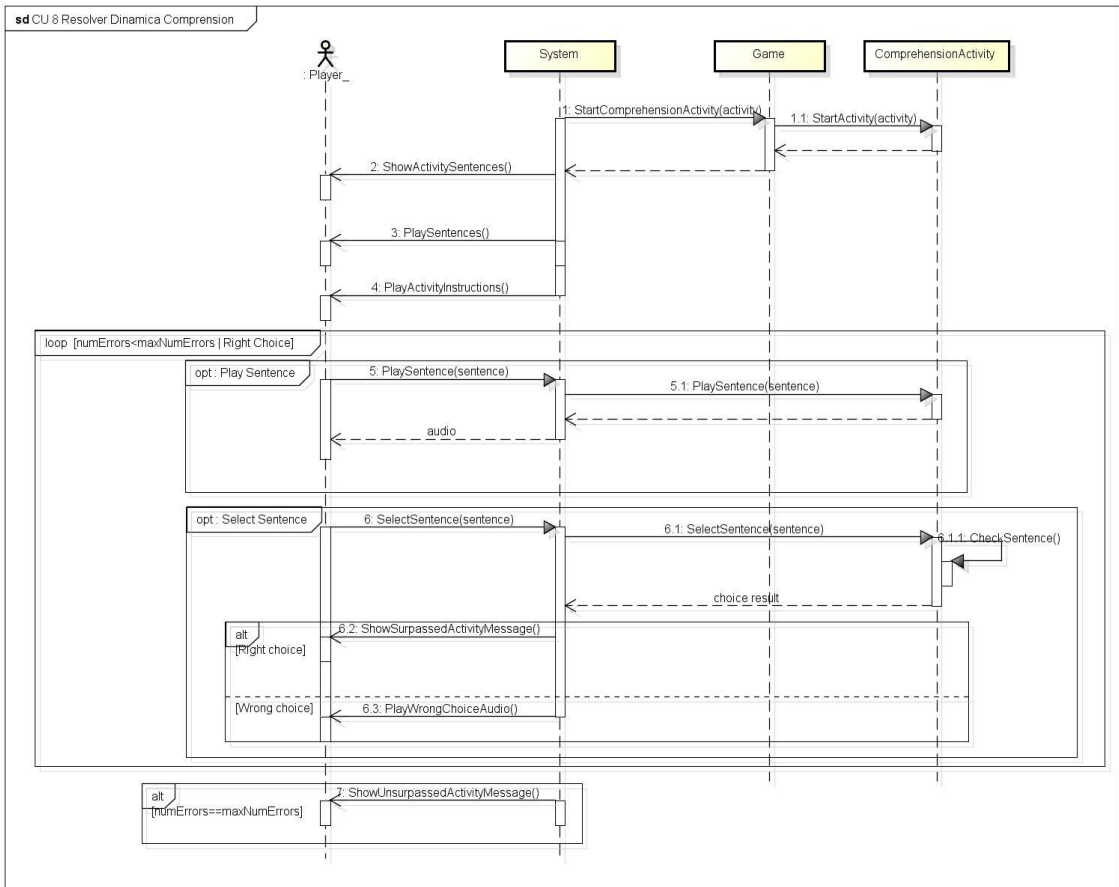 sd CU 8 Resolver Dinamica Comprension
: Player_
System
Game
ComprehensionActivity
1: StartComprehensionActivity(activity)
1.1: StartActivity(activity)
2: ShowActivitySentences()
3: PlaySentences()
4: PlayActivityInstructions()
loop [numErrors<maxNumErrors | Right Choice]
opt : Play Sentence
5: PlaySentence(sentence)
5.1: PlaySentence(sentence)
audio
opt : Select Sentence
6: SelectSentence(sentence)
6.1: SelectSentence(sentence)
6.1.1: CheckSentence()
choice result
alt
6.2: ShowSurpassedActivityMessage()
[Right choice]
[Wrong choice]
6.3: PlayWrongChoiceAudio()
alt
7: ShowUnsurpassedActivityMessage()
[numErrors==maxNumErrors]